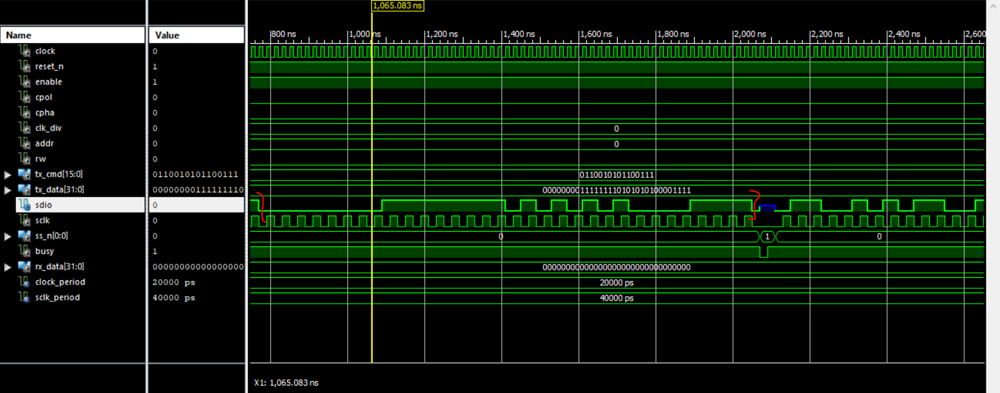 1,065.083 ns
Name Value 800 ns 1,000 ns 1,200 ns 1,400 ns 1,600 ns 1,800 ns 2,000 ns 2,200 ns 2,400 ns 2,600
clock 0
reset_n 1
enable 1
cpol 0
cpha 0
clk_div 0 0
addr 0 0
rw 0
tx_cmd[15:0] 0110010101100111 0110010101100111
tx_data[31:0] 00000000111111110 00000000111111110101010100001111
sdio 0
sclk 0
ss_n[0:0] 0 0 1 0
busy 1
rx_data[31:0] 00000000000000000 00000000000000000000000000000000
clock_period 20000 ps 20000 ps
sclk_period 40000 ps 40000 ps
X1: 1,065.083 ns